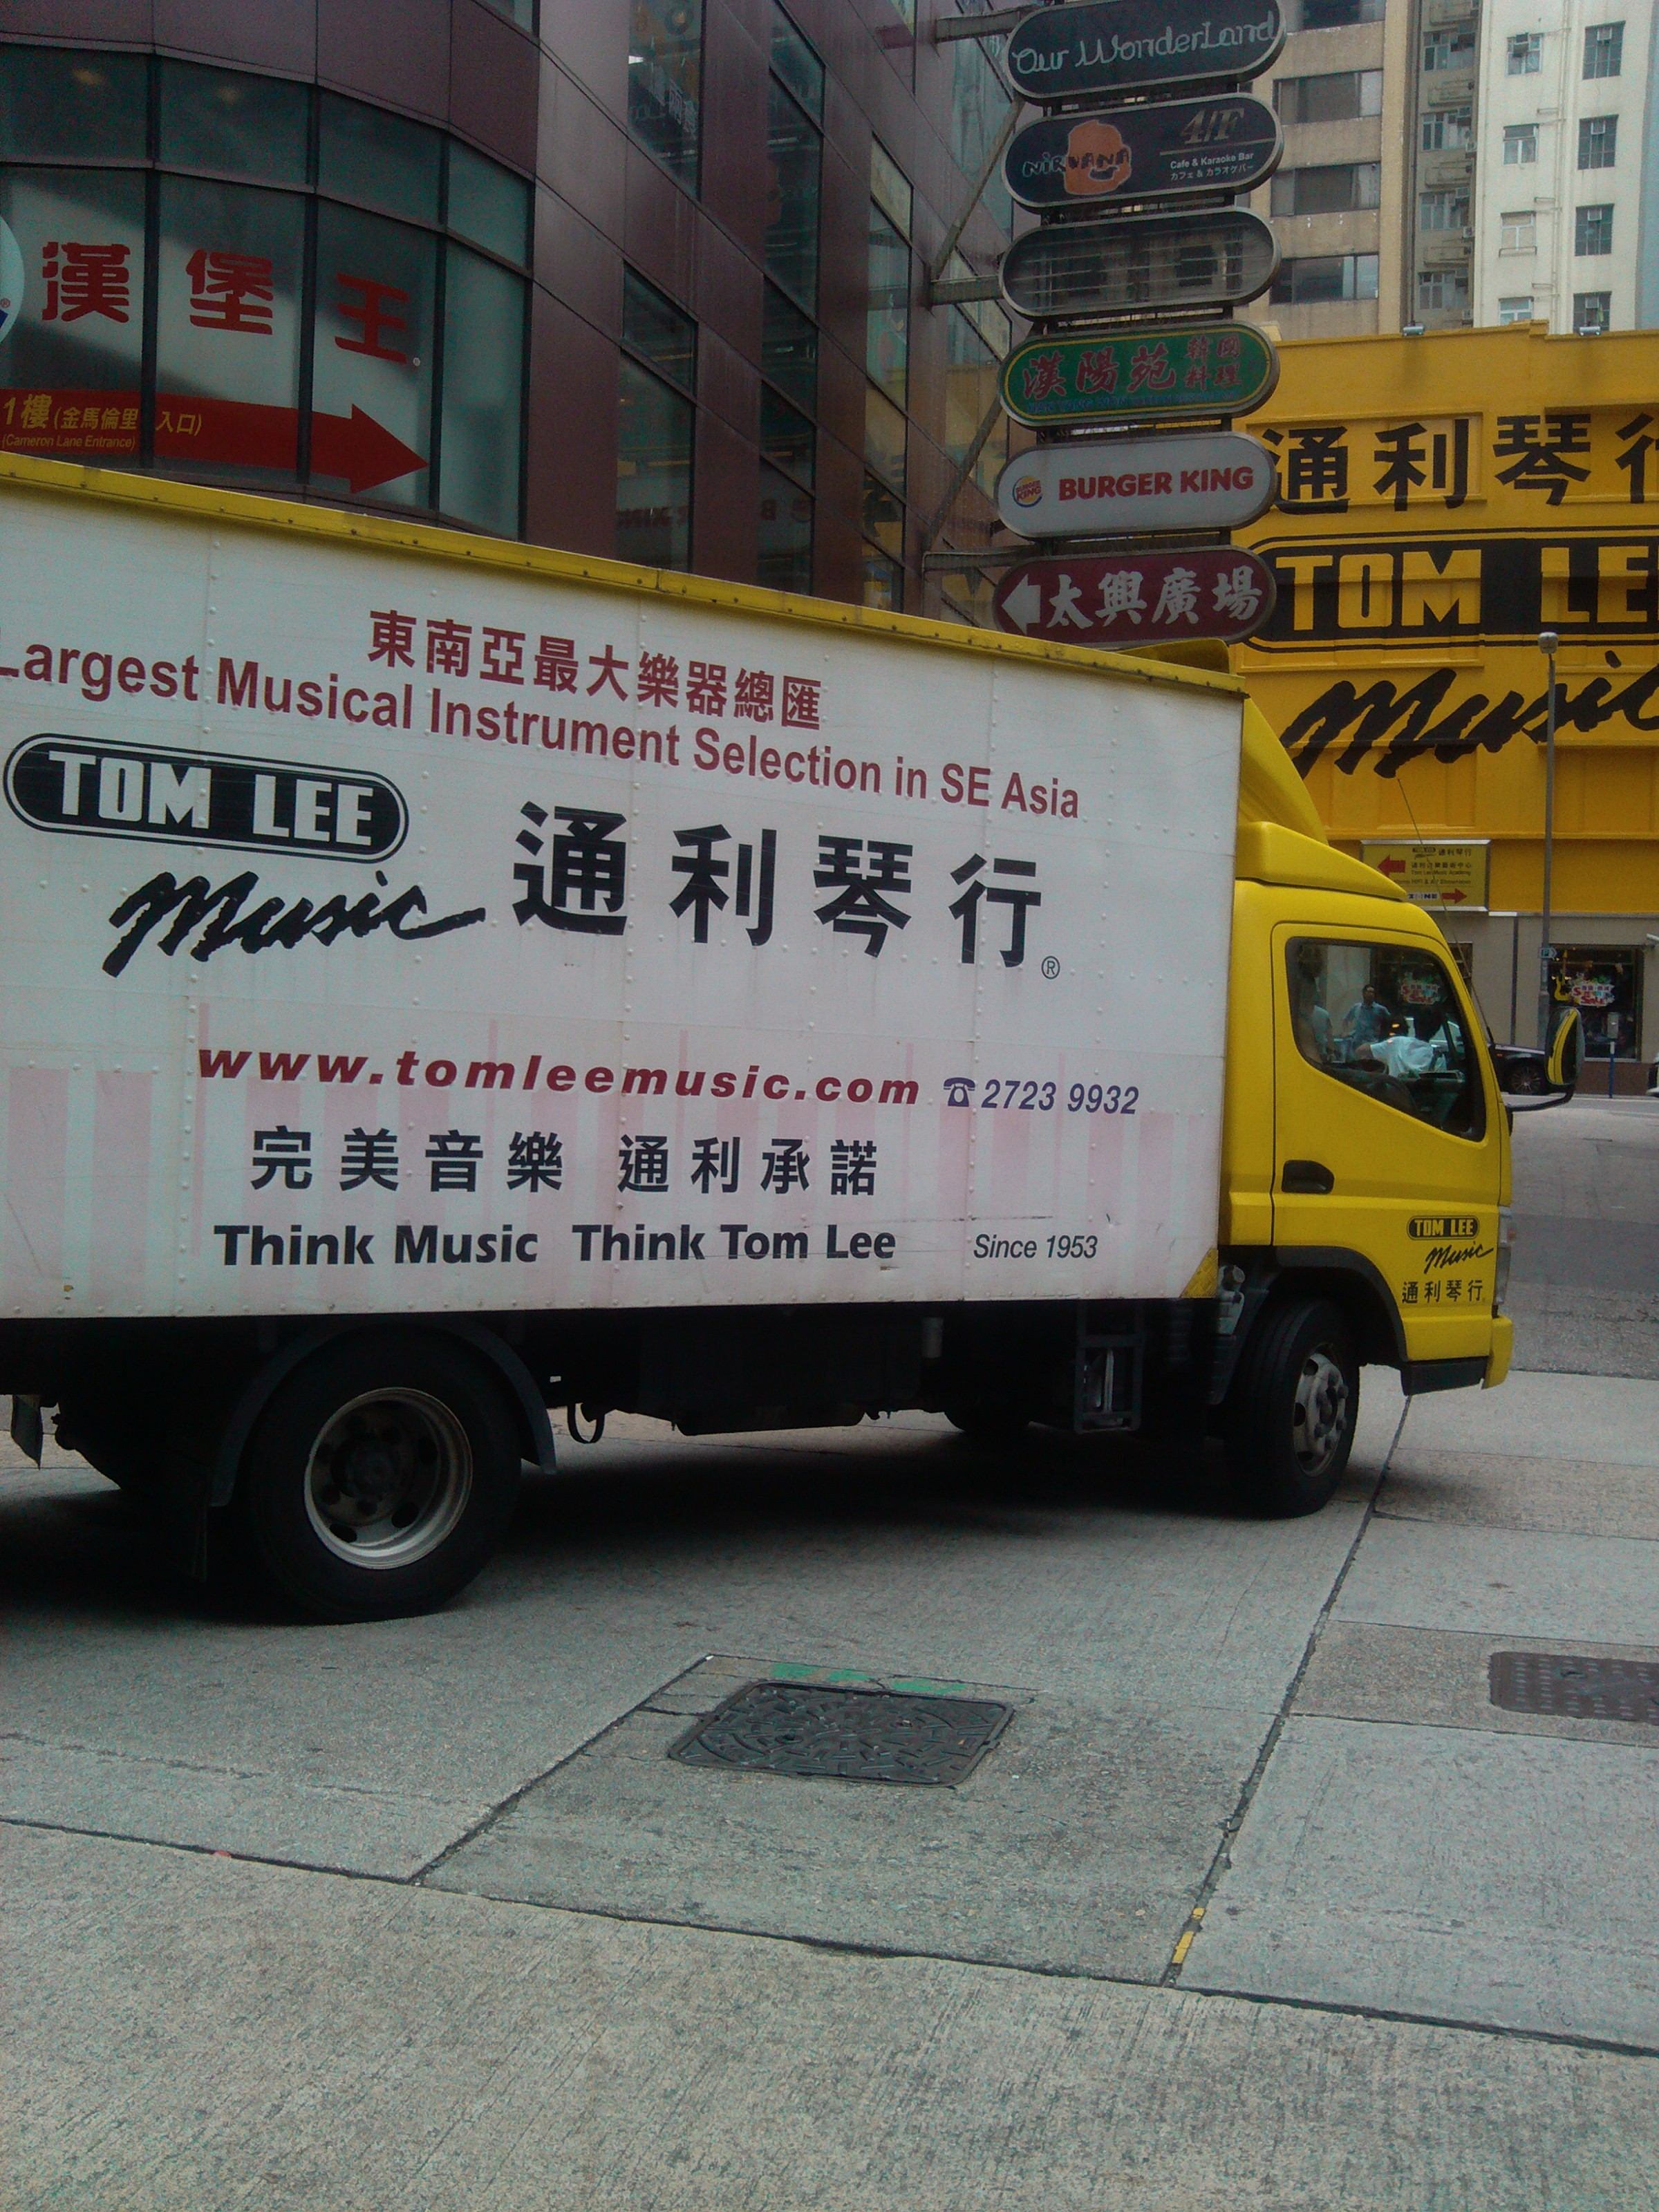 Our WonderLand
NiRVANA
4/F
Cafe & Karaoke Bar
カフェ & カラオケバー
漢堡王
1樓(金馬倫里 入口)
(Cameron Lane Entrance)
漢陽苑 韓國料理
BURGER KING
BURGER KING
太興廣場
通利琴行
TOM LE
Music
東南亞最大樂器總匯
Largest Musical Instrument Selection in SE Asia
TOM LEE
Music
通利琴行®
www.tomleemusic.com ☎2723 9932
完美音樂 通利承諾
Think Music Think Tom Lee Since 1953
TOM LEE
Music
通利琴行